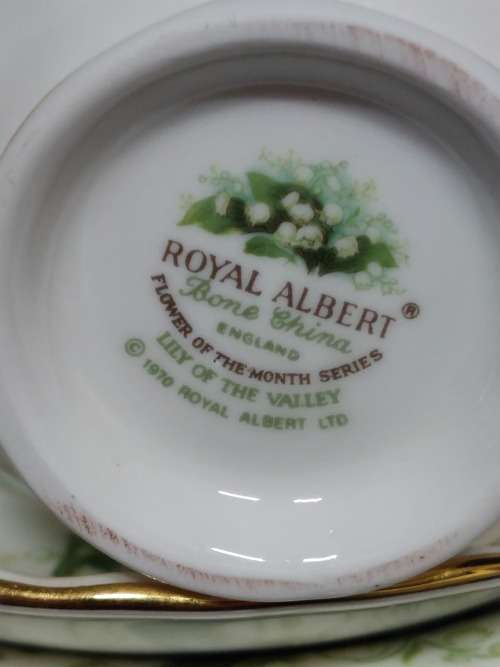 ROYAL ALBERT ®
Bone China
ENGLAND
FLOWER OF THE MONTH SERIES
LILY OF THE VALLEY
© 1970 ROYAL ALBERT LTD